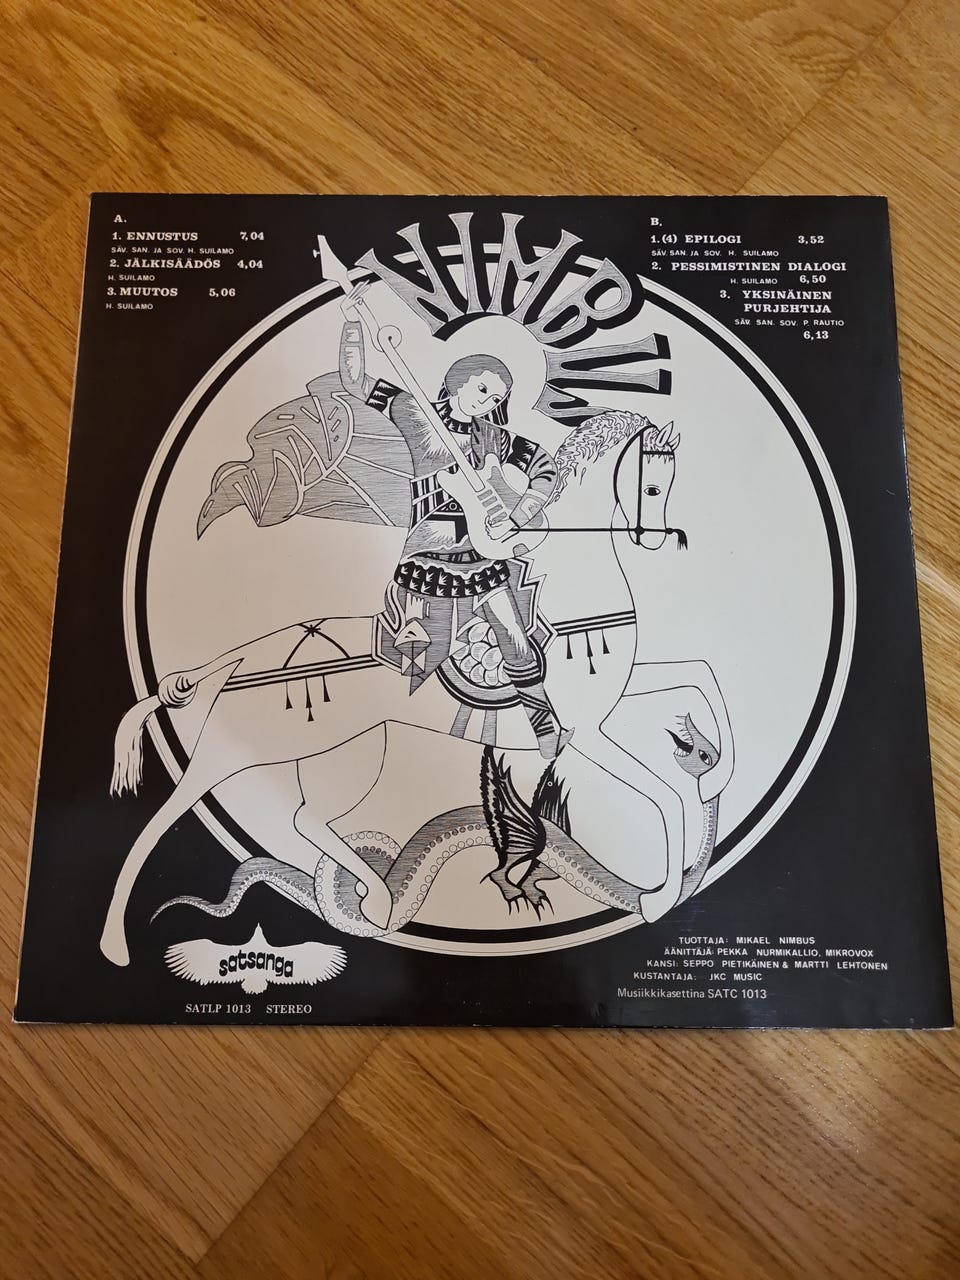 NIMBUS
A.
1. ENNUSTUS 7,04
SÄV. SAN. JA SOV. H. SUILAMO
2. JÄLKISÄÄDÖS 4,04
H. SUILAMO
3. MUUTOS 5,06
H. SUILAMO
B.
1.(4) EPILOGI 3,52
SÄV. SAN. JA SOV. H. SUILAMO
2. PESSIMISTINEN DIALOGI
H. SUILAMO 6,50
3. YKSINÄINEN
PURJEHTIJA
SÄV. SAN. SOV. P. RAUTIO
6,13
satsanga
SATLP 1013 STEREO
TUOTTAJA: MIKAEL NIMBUS
ÄÄNITTÄJÄ: PEKKA NURMIKALLIO, MIKROVOX
KANSI: SEPPO PIETIKÄINEN & MARTTI LEHTONEN
KUSTANTAJA: JKC MUSIC
Musiikkikasettina SATC 1013